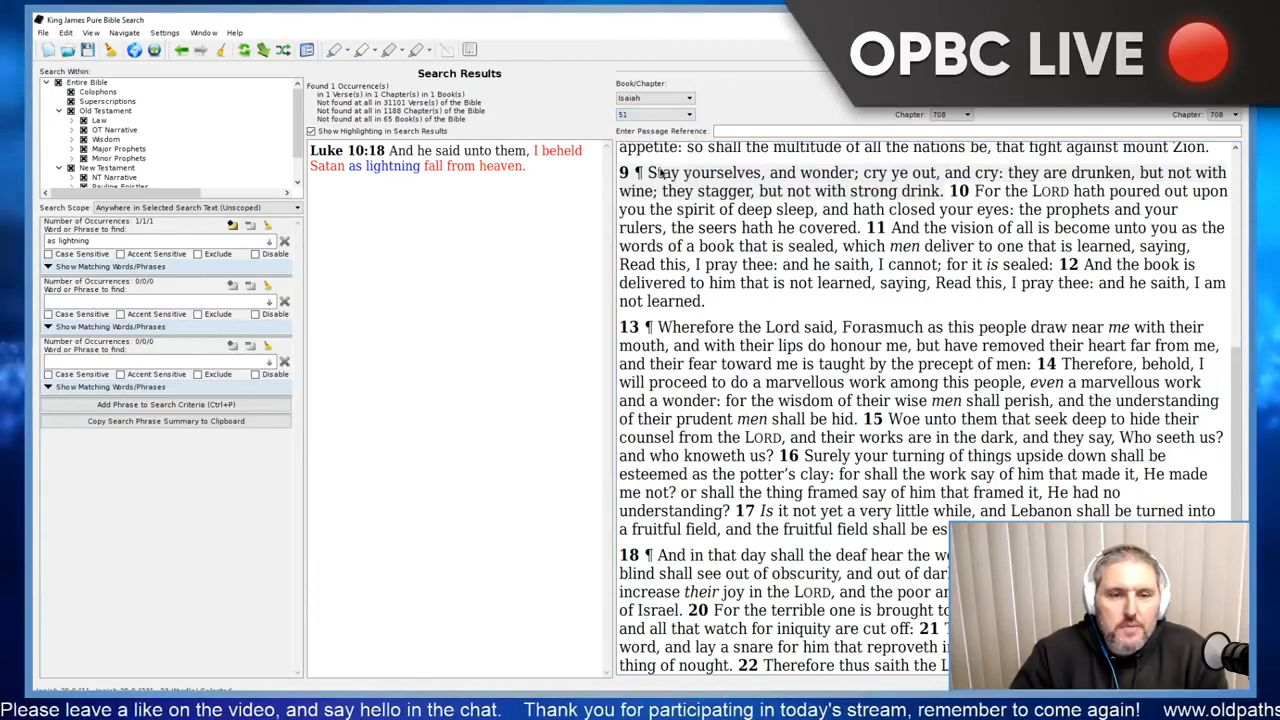 King James Pure Bible Search
File Edit View Navigate Settings Window Help
OPBC LIVE
Search Within:
Entire Bible
Colophons
Superscriptions
Old Testament
Law
OT Narrative
Wisdom
Major Prophets
Minor Prophets
New Testament
NT Narrative
Pauline Epistles
Search Scope: Anywhere in Selected Search Text (Unscoped)
Number of Occurrences: 1/1/1
Word or Phrase to find:
as lightning
Case Sensitive Accent Sensitive Exclude Disable
Show Matching Words/Phrases
Number of Occurrences: 0/0/0
Word or Phrase to find:
Case Sensitive Accent Sensitive Exclude Disable
Show Matching Words/Phrases
Number of Occurrences: 0/0/0
Word or Phrase to find:
Case Sensitive Accent Sensitive Exclude Disable
Show Matching Words/Phrases
Add Phrase to Search Criteria (Ctrl+P)
Copy Search Phrase Summary to Clipboard
Search Results
Found 1 Occurrence(s)
in 1 Verse(s) in 1 Chapter(s) in 1 Book(s)
Not found at all in 31101 Verse(s) of the Bible
Not found at all in 1188 Chapter(s) of the Bible
Not found at all in 65 Book(s) of the Bible
Show Highlighting in Search Results
Luke 10:18 And he said unto them, I beheld
Satan as lightning fall from heaven.
Book/Chapter:
Isaiah
51
Chapter: 708
Chapter: 708
Enter Passage Reference:
appetite: so shall the multitude of all the nations be, that fight against mount Zion.
9 ¶ Stay yourselves, and wonder; cry ye out, and cry: they are drunken, but not with
wine; they stagger, but not with strong drink. 10 For the LORD hath poured out upon
you the spirit of deep sleep, and hath closed your eyes: the prophets and your
rulers, the seers hath he covered. 11 And the vision of all is become unto you as the
words of a book that is sealed, which men deliver to one that is learned, saying,
Read this, I pray thee: and he saith, I cannot; for it is sealed: 12 And the book is
delivered to him that is not learned, saying, Read this, I pray thee: and he saith, I am
not learned.
13 ¶ Wherefore the Lord said, Forasmuch as this people draw near me with their
mouth, and with their lips do honour me, but have removed their heart far from me,
and their fear toward me is taught by the precept of men: 14 Therefore, behold, I
will proceed to do a marvellous work among this people, even a marvellous work
and a wonder: for the wisdom of their wise men shall perish, and the understanding
of their prudent men shall be hid. 15 Woe unto them that seek deep to hide their
counsel from the LORD, and their works are in the dark, and they say, Who seeth us?
and who knoweth us? 16 Surely your turning of things upside down shall be
esteemed as the potter's clay: for shall the work say of him that made it, He made
me not? or shall the thing framed say of him that framed it, He had no
understanding? 17 Is it not yet a very little while, and Lebanon shall be turned into
a fruitful field, and the fruitful field shall be es
18 ¶ And in that day shall the deaf hear the wo
blind shall see out of obscurity, and out of dar
increase their joy in the LORD, and the poor a
of Israel. 20 For the terrible one is brought to
and all that watch for iniquity are cut off: 21
word, and lay a snare for him that reproveth i
thing of nought. 22 Therefore thus saith the L
Please leave a like on the video, and say hello in the chat. Thank you for participating in today's stream, remember to come again! www.oldpaths